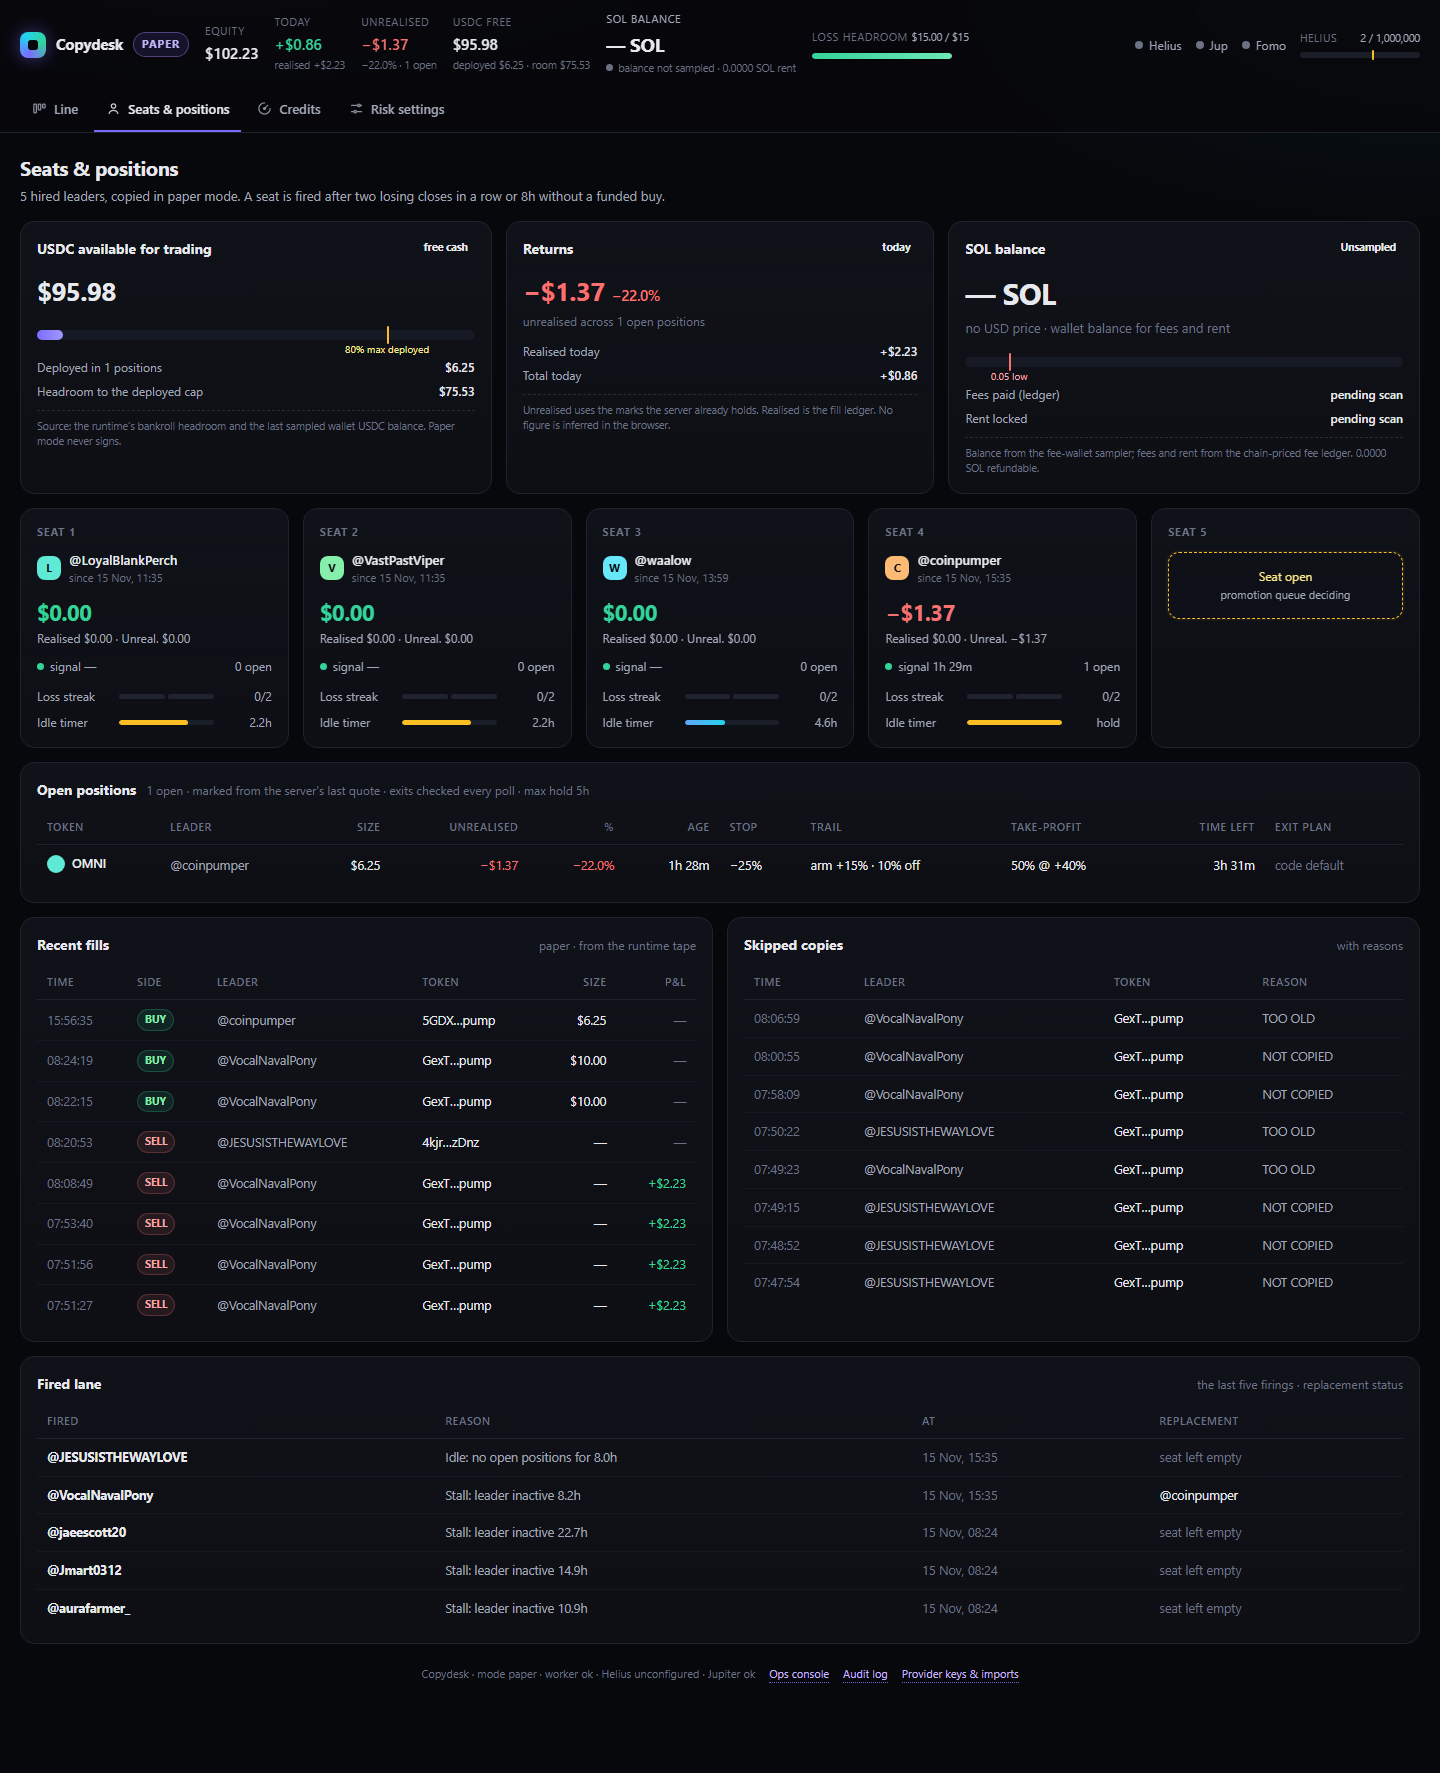 Copydesk PAPER
EQUITY
$102.23
TODAY
+$0.86
realised +$2.23
UNREALISED
−$1.37
−22.0% · 1 open
USDC FREE
$95.98
deployed $6.25 · room $75.53
SOL BALANCE
— SOL
balance not sampled · 0.0000 SOL rent
LOSS HEADROOM $15.00 / $15
Helius Jup Fomo
HELIUS 2 / 1,000,000
Line Seats & positions Credits Risk settings
Seats & positions
5 hired leaders, copied in paper mode. A seat is fired after two losing closes in a row or 8h without a funded buy.
USDC available for trading free cash
$95.98
80% max deployed
Deployed in 1 positions $6.25
Headroom to the deployed cap $75.53
Source: the runtime's bankroll headroom and the last sampled wallet USDC balance. Paper
mode never signs.
Returns today
−$1.37 −22.0%
unrealised across 1 open positions
Realised today +$2.23
Total today +$0.86
Unrealised uses the marks the server already holds. Realised is the fill ledger. No
figure is inferred in the browser.
SOL balance Unsampled
— SOL
no USD price · wallet balance for fees and rent
0.05 low
Fees paid (ledger) pending scan
Rent locked pending scan
Balance from the fee-wallet sampler; fees and rent from the chain-priced fee ledger. 0.0000
SOL refundable.
SEAT 1
L @LoyalBlankPerch
since 15 Nov, 11:35
$0.00
Realised $0.00 · Unreal. $0.00
signal — 0 open
Loss streak 0/2
Idle timer 2.2h
SEAT 2
V @VastPastViper
since 15 Nov, 11:35
$0.00
Realised $0.00 · Unreal. $0.00
signal — 0 open
Loss streak 0/2
Idle timer 2.2h
SEAT 3
W @waalow
since 15 Nov, 13:59
$0.00
Realised $0.00 · Unreal. $0.00
signal — 0 open
Loss streak 0/2
Idle timer 4.6h
SEAT 4
C @coinpumper
since 15 Nov, 15:35
−$1.37
Realised $0.00 · Unreal. −$1.37
signal 1h 29m 1 open
Loss streak 0/2
Idle timer hold
SEAT 5
Seat open
promotion queue deciding
Open positions 1 open · marked from the server's last quote · exits checked every poll · max hold 5h
TOKEN LEADER SIZE UNREALISED % AGE STOP TRAIL TAKE-PROFIT TIME LEFT EXIT PLAN
OMNI @coinpumper $6.25 −$1.37 −22.0% 1h 28m −25% arm +15% · 10% off 50% @ +40% 3h 31m code default
Recent fills paper · from the runtime tape
TIME SIDE LEADER TOKEN SIZE P&L
15:56:35 BUY @coinpumper 5GDX...pump $6.25 —
08:24:19 BUY @VocalNavalPony GexT...pump $10.00 —
08:22:15 BUY @VocalNavalPony GexT...pump $10.00 —
08:20:53 SELL @JESUSISTHEWAYLOVE 4kjr...zDnz — —
08:08:49 SELL @VocalNavalPony GexT...pump — +$2.23
07:53:40 SELL @VocalNavalPony GexT...pump — +$2.23
07:51:56 SELL @VocalNavalPony GexT...pump — +$2.23
07:51:27 SELL @VocalNavalPony GexT...pump — +$2.23
Skipped copies with reasons
TIME LEADER TOKEN REASON
08:06:59 @VocalNavalPony GexT...pump TOO OLD
08:00:55 @VocalNavalPony GexT...pump NOT COPIED
07:58:09 @VocalNavalPony GexT...pump NOT COPIED
07:50:22 @JESUSISTHEWAYLOVE GexT...pump TOO OLD
07:49:23 @VocalNavalPony GexT...pump TOO OLD
07:49:15 @JESUSISTHEWAYLOVE GexT...pump NOT COPIED
07:48:52 @JESUSISTHEWAYLOVE GexT...pump NOT COPIED
07:47:54 @JESUSISTHEWAYLOVE GexT...pump NOT COPIED
Fired lane the last five firings · replacement status
FIRED REASON AT REPLACEMENT
@JESUSISTHEWAYLOVE Idle: no open positions for 8.0h 15 Nov, 15:35 seat left empty
@VocalNavalPony Stall: leader inactive 8.2h 15 Nov, 15:35 @coinpumper
@jaeescott20 Stall: leader inactive 22.7h 15 Nov, 08:24 seat left empty
@Jmart0312 Stall: leader inactive 14.9h 15 Nov, 08:24 seat left empty
@aurafarmer_ Stall: leader inactive 10.9h 15 Nov, 08:24 seat left empty
Copydesk · mode paper · worker ok · Helius unconfigured · Jupiter ok Ops console Audit log Provider keys & imports